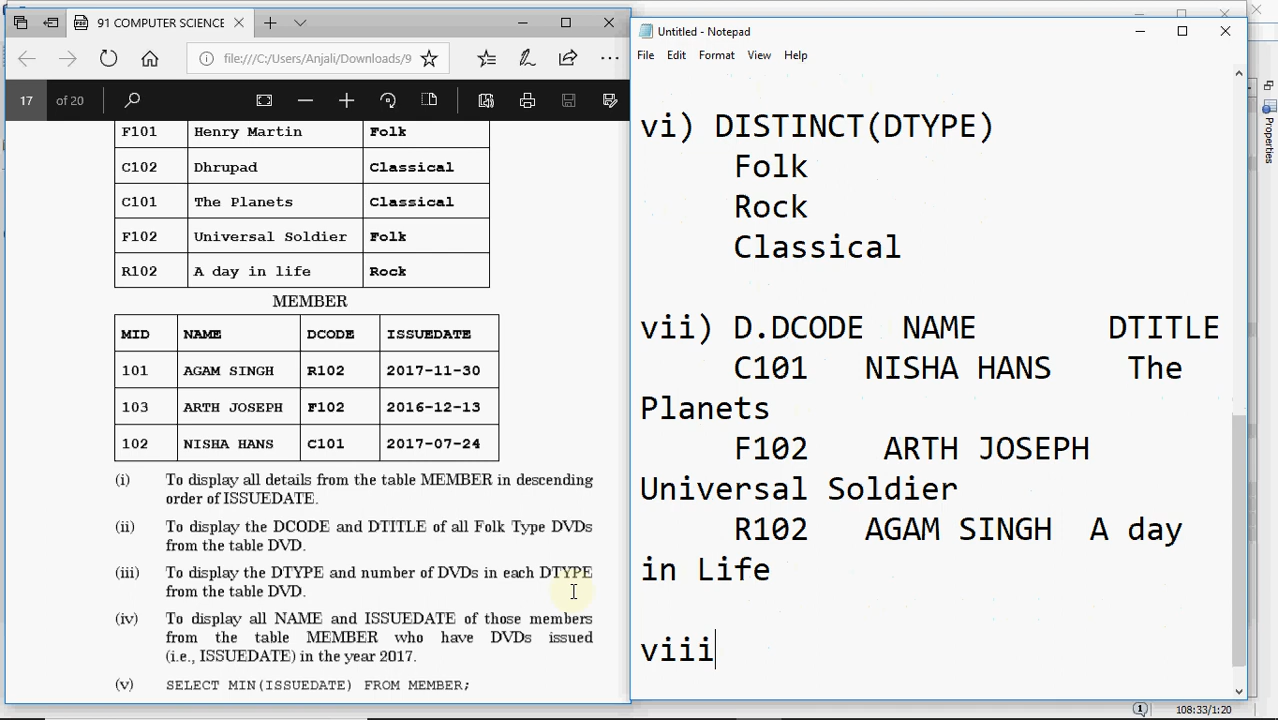 91 COMPUTER SCIENCE
file:///C:/Users/Anjali/Downloads/9
17 of 20
F101 Henry Martin Folk
C102 Dhrupad Classical
C101 The Planets Classical
F102 Universal Soldier Folk
R102 A day in life Rock
MEMBER
MID NAME DCODE ISSUEDATE
101 AGAM SINGH R102 2017-11-30
103 ARTH JOSEPH F102 2016-12-13
102 NISHA HANS C101 2017-07-24
(i) To display all details from the table MEMBER in descending
order of ISSUEDATE.
(ii) To display the DCODE and DTITLE of all Folk Type DVDs
from the table DVD.
(iii) To display the DTYPE and number of DVDs in each DTYPE
from the table DVD.
(iv) To display all NAME and ISSUEDATE of those members
from the table MEMBER who have DVDs issued
(i.e., ISSUEDATE) in the year 2017.
(v) SELECT MIN(ISSUEDATE) FROM MEMBER;
Untitled - Notepad
File Edit Format View Help
vi) DISTINCT(DTYPE)
Folk
Rock
Classical
vii) D.DCODE NAME DTITLE
C101 NISHA HANS The
Planets
F102 ARTH JOSEPH
Universal Soldier
R102 AGAM SINGH A day
in Life
viii
Properties
108:33/1:20